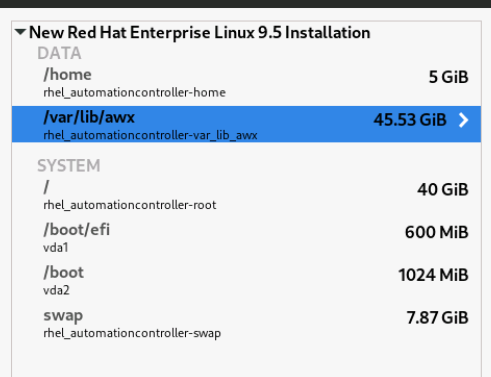 New Red Hat Enterprise Linux 9.5 Installation
DATA
/home 5 GiB
rhel_automationcontroller-home
/var/lib/awx 45.53 GiB
rhel_automationcontroller-var_lib_awx
SYSTEM
/ 40 GiB
rhel_automationcontroller-root
/boot/efi 600 MiB
vda1
/boot 1024 MiB
vda2
swap 7.87 GiB
rhel_automationcontroller-swap